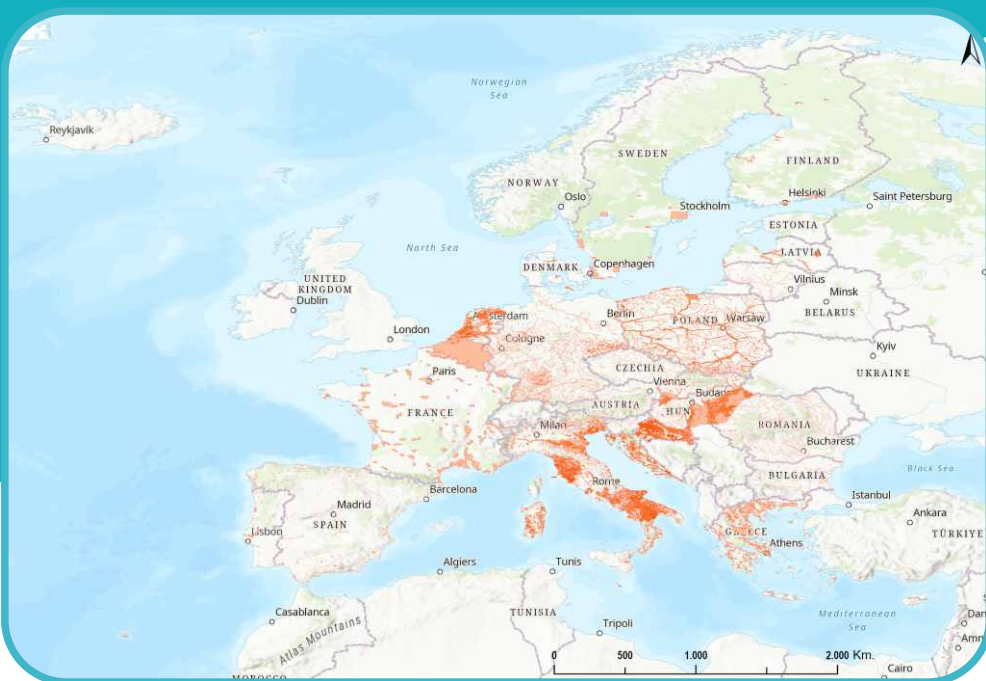 Norwegian
Sea
Reykjavík
SWEDEN
FINLAND
NORWAY
Oslo
Helsinki
Saint Petersburg
Stockholm
ESTONIA
North Sea
LATVIA
DENMARK
Copenhagen
UNITED
KINGDOM
Vilnius
Dublin
Minsk
BELARUS
Amsterdam
Berlin
POLAND
Warsaw
London
Cologne
Kyiv
CZECHIA
UKRAINE
Paris
Vienna
Budap
AUSTRIA
HUN
FRANCE
Milan
ROMANIA
Bucharest
BULGARIA
Black Sea
Rome
Barcelona
Istanbul
Madrid
Ankara
SPAIN
Lisbon
GREECE
TÜRKIYE
Athens
Algiers
Tunis
Casablanca
TUNISIA
Mediterranean
Sea
Dan
Atlas Mountains
Tripoli
Amm
0 500 1.000 2.000 Km.
Cairo
MOROCCO